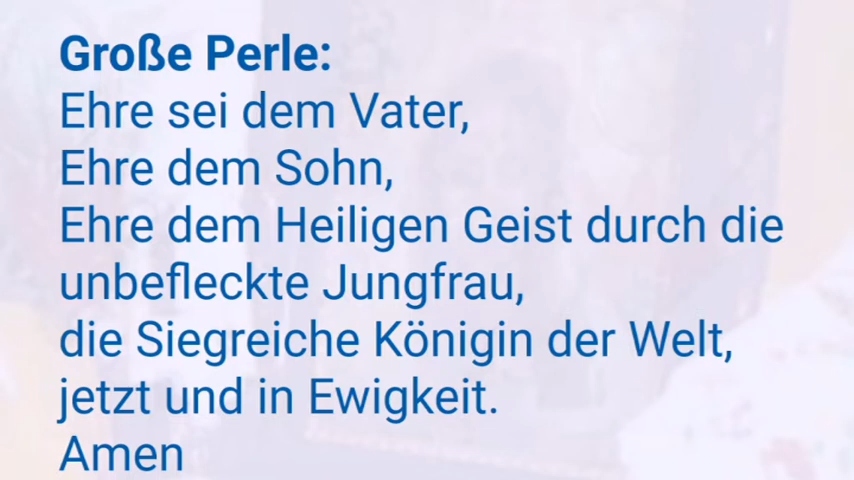 Große Perle:
Ehre sei dem Vater,
Ehre dem Sohn,
Ehre dem Heiligen Geist durch die
unbefleckte Jungfrau,
die Siegreiche Königin der Welt,
jetzt und in Ewigkeit.
Amen